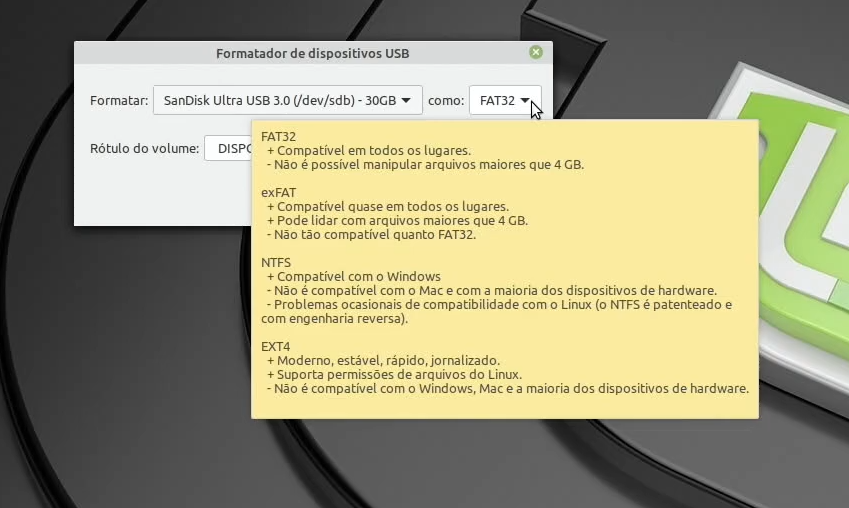 Formatador de dispositivos USB
Formatar: SanDisk Ultra USB 3.0 (/dev/sdb) - 30GB como: FAT32
Rótulo do volume: DISPO
FAT32
+ Compatível em todos os lugares.
- Não é possível manipular arquivos maiores que 4 GB.
exFAT
+ Compatível quase em todos os lugares.
+ Pode lidar com arquivos maiores que 4 GB.
- Não tão compatível quanto FAT32.
NTFS
+ Compatível com o Windows
- Não é compatível com o Mac e com a maioria dos dispositivos de hardware.
- Problemas ocasionais de compatibilidade com o Linux (o NTFS é patenteado e
com engenharia reversa).
EXT4
+ Moderno, estável, rápido, jornalizado.
+ Suporta permissões de arquivos do Linux.
- Não é compatível com o Windows, Mac e a maioria dos dispositivos de hardware.